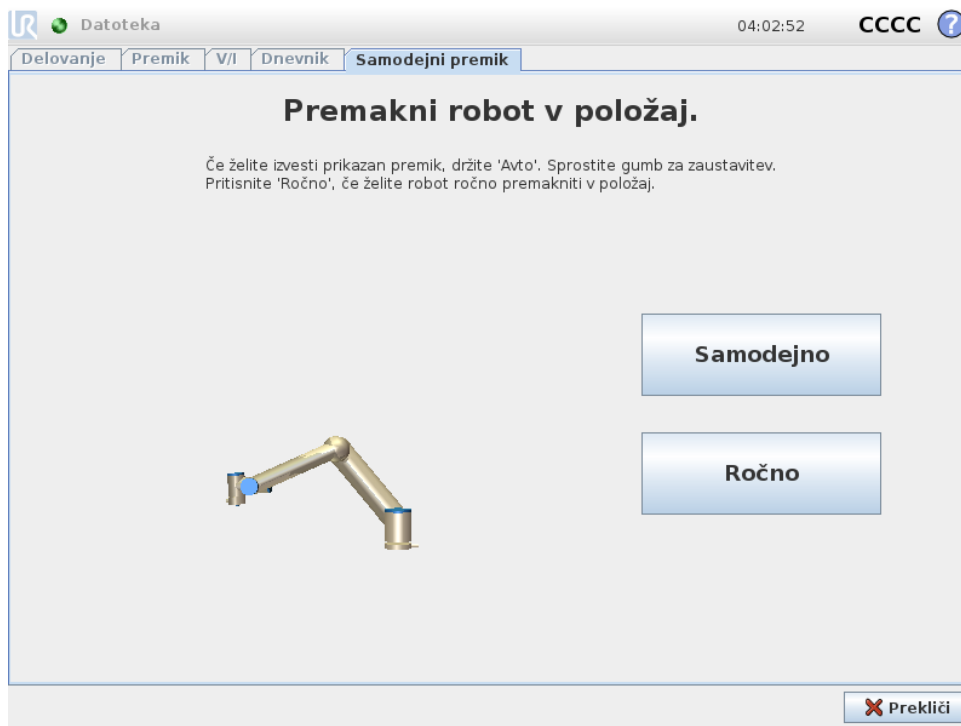 UR Datoteka 04:02:52 CCCC ?
Delovanje Premik V/I Dnevnik Samodejni premik
Premakni robot v položaj.
Če želite izvesti prikazan premik, držite 'Avto'. Sprostite gumb za zaustavitev.
Pritisnite 'Ročno', če želite robot ročno premakniti v položaj.
Samodejno
Ročno
Prekliči